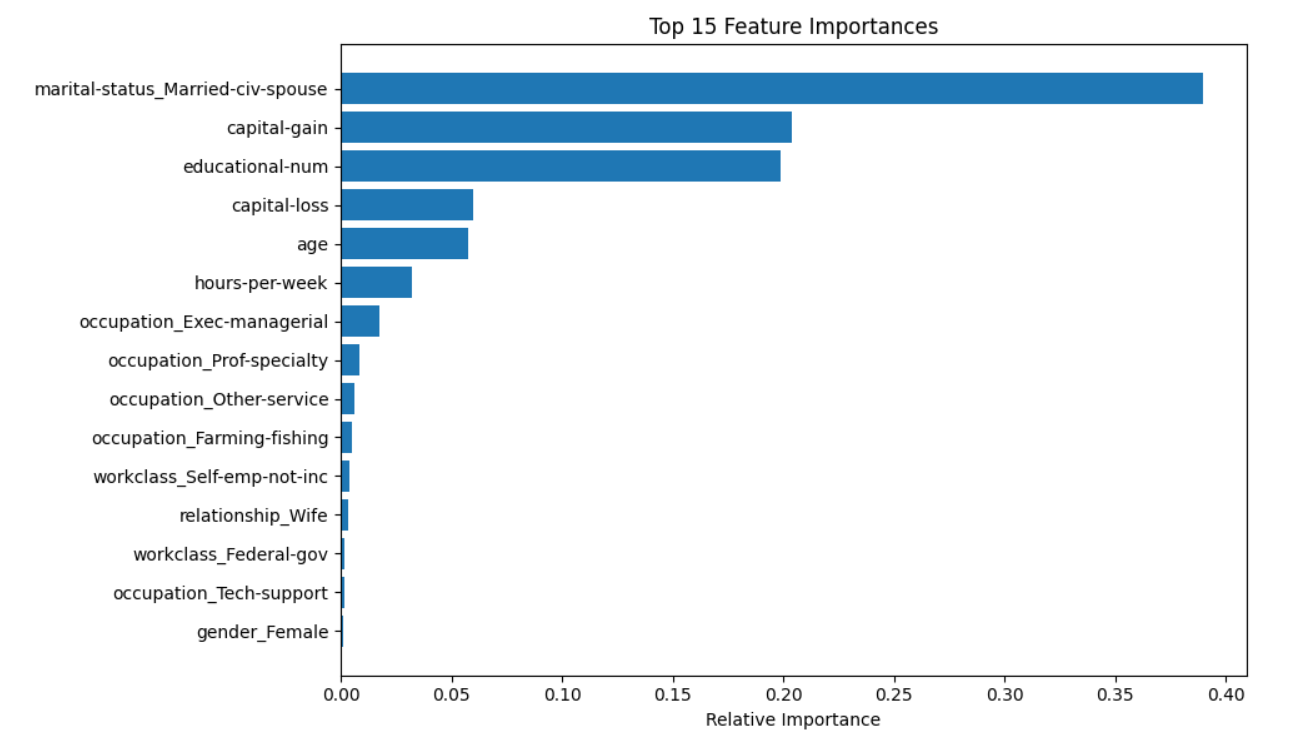 Top 15 Feature Importances
marital-status_Married-civ-spouse
capital-gain
educational-num
capital-loss
age
hours-per-week
occupation_Exec-managerial
occupation_Prof-specialty
occupation_Other-service
occupation_Farming-fishing
workclass_Self-emp-not-inc
relationship_Wife
workclass_Federal-gov
occupation_Tech-support
gender_Female
0.00 0.05 0.10 0.15 0.20 0.25 0.30 0.35 0.40
Relative Importance